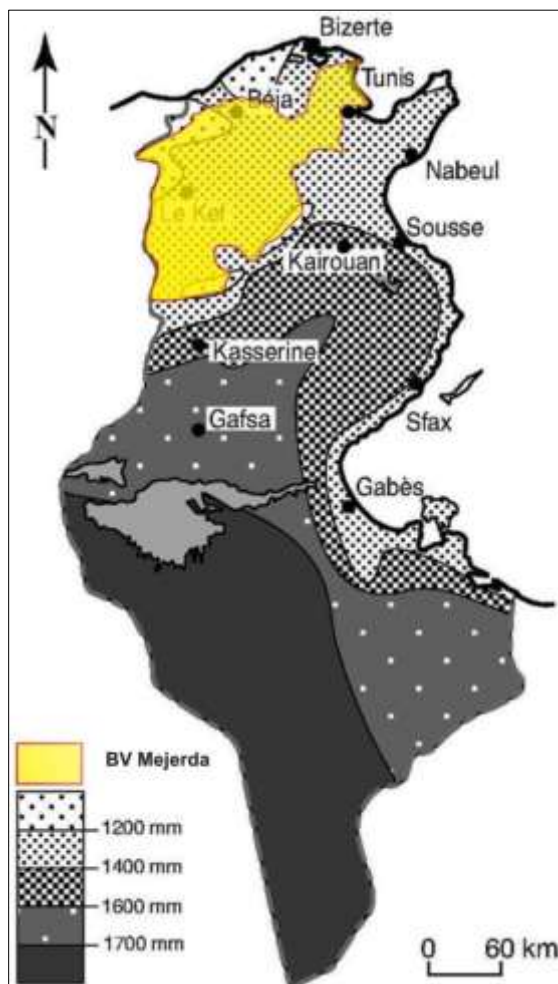 Bizerte
Tunis
Béja
N
Nabeul
Le Kef
Sousse
Kairouan
Kasserine
Sfax
Gafsa
Gabès
BV Mejerda
1200 mm
1400 mm
1600 mm
1700 mm
0 60 km